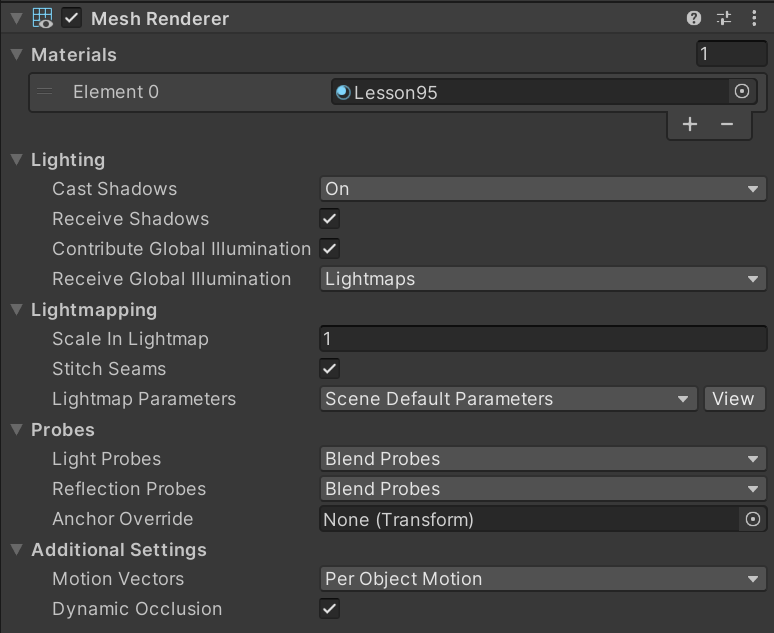 Mesh Renderer
Materials 1
Element 0 Lesson95
+ −
Lighting
Cast Shadows On
Receive Shadows
Contribute Global Illumination
Receive Global Illumination Lightmaps
Lightmapping
Scale In Lightmap 1
Stitch Seams
Lightmap Parameters Scene Default Parameters View
Probes
Light Probes Blend Probes
Reflection Probes Blend Probes
Anchor Override None (Transform)
Additional Settings
Motion Vectors Per Object Motion
Dynamic Occlusion